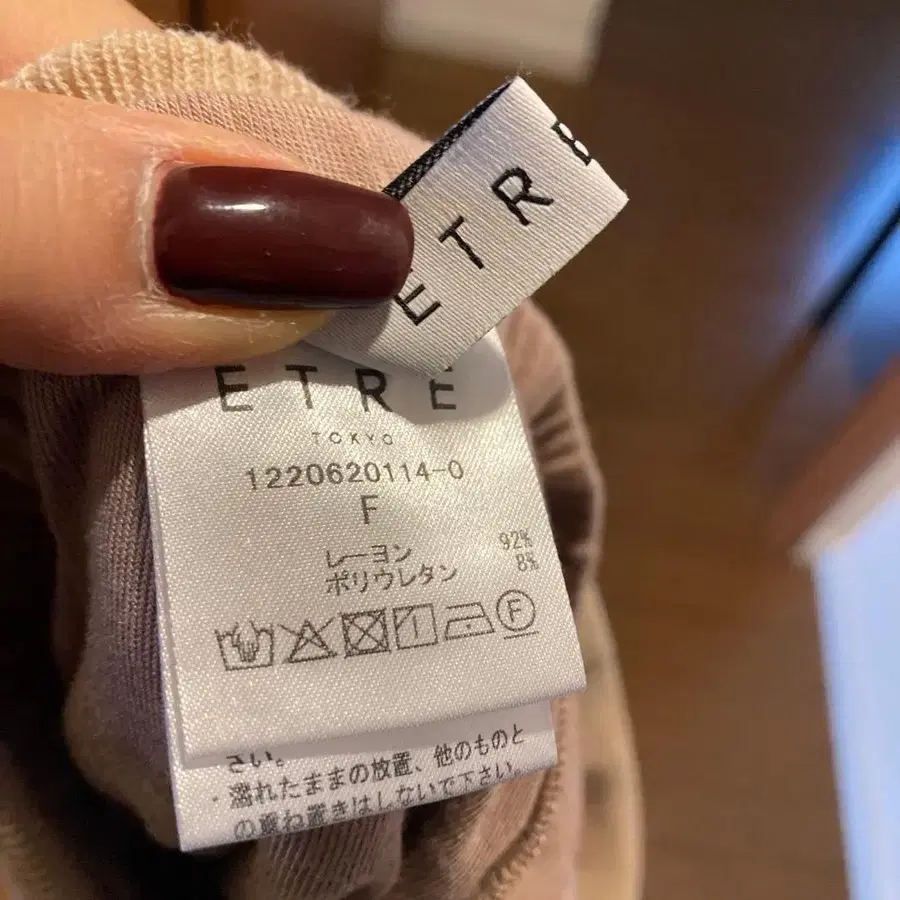 ETRE
ETRE
TOKYO
1220620114-0
F
レーヨン 92%
ポリウレタン 8%
F
さい。
・濡れたままの放置、他のものと
の重ね置きはしないで下さい。